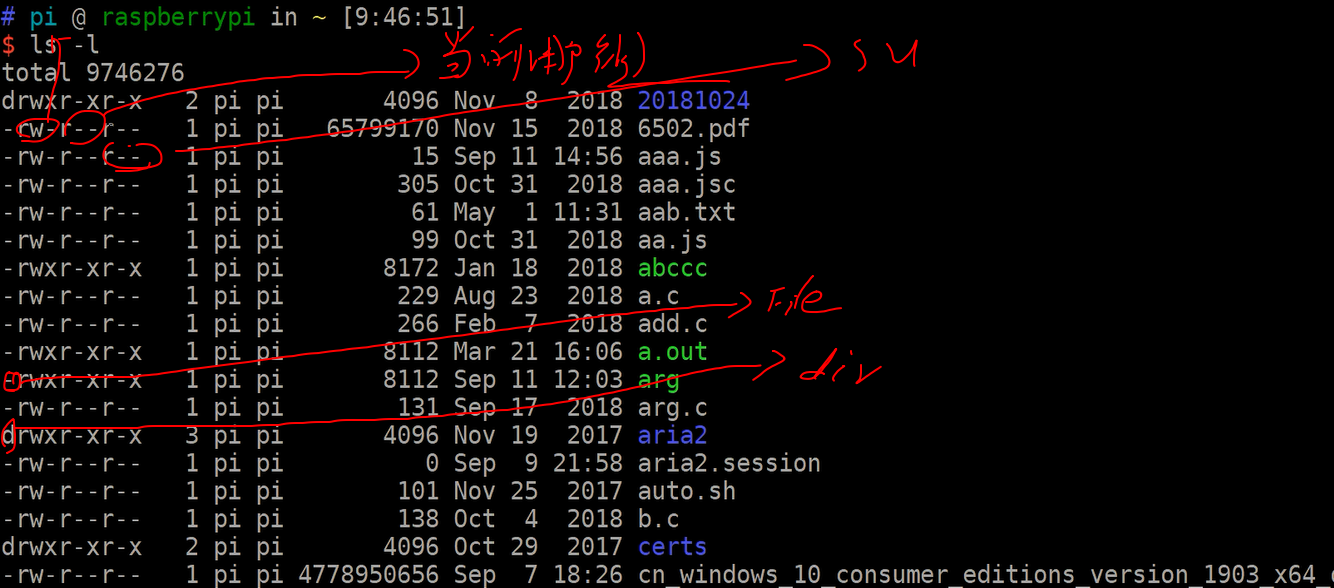 # pi @ raspberrypi in ~ [9:46:51]
$ ls -l
total 9746276
su
drwxr-xr-x 2 pi pi 4096 Nov 8 2018 20181024
-rw-r--r-- 1 pi pi 65799170 Nov 15 2018 6502.pdf
-rw-r--r-- 1 pi pi 15 Sep 11 14:56 aaa.js
-rw-r--r-- 1 pi pi 305 Oct 31 2018 aaa.jsc
-rw-r--r-- 1 pi pi 61 May 1 11:31 aab.txt
-rw-r--r-- 1 pi pi 99 Oct 31 2018 aa.js
-rwxr-xr-x 1 pi pi 8172 Jan 18 2018 abccc
-rw-r--r-- 1 pi pi 229 Aug 23 2018 a.c
file
-rw-r--r-- 1 pi pi 266 Feb 7 2018 add.c
-rwxr-xr-x 1 pi pi 8112 Mar 21 16:06 a.out
-rwxr-xr-x 1 pi pi 8112 Sep 11 12:03 arg
dir
-rw-r--r-- 1 pi pi 131 Sep 17 2018 arg.c
drwxr-xr-x 3 pi pi 4096 Nov 19 2017 aria2
-rw-r--r-- 1 pi pi 0 Sep 9 21:58 aria2.session
-rw-r--r-- 1 pi pi 101 Nov 25 2017 auto.sh
-rw-r--r-- 1 pi pi 138 Oct 4 2018 b.c
drwxr-xr-x 2 pi pi 4096 Oct 29 2017 certs
-rw-r--r-- 1 pi pi 4778950656 Sep 7 18:26 cn_windows_10_consumer_editions_version_1903_x64